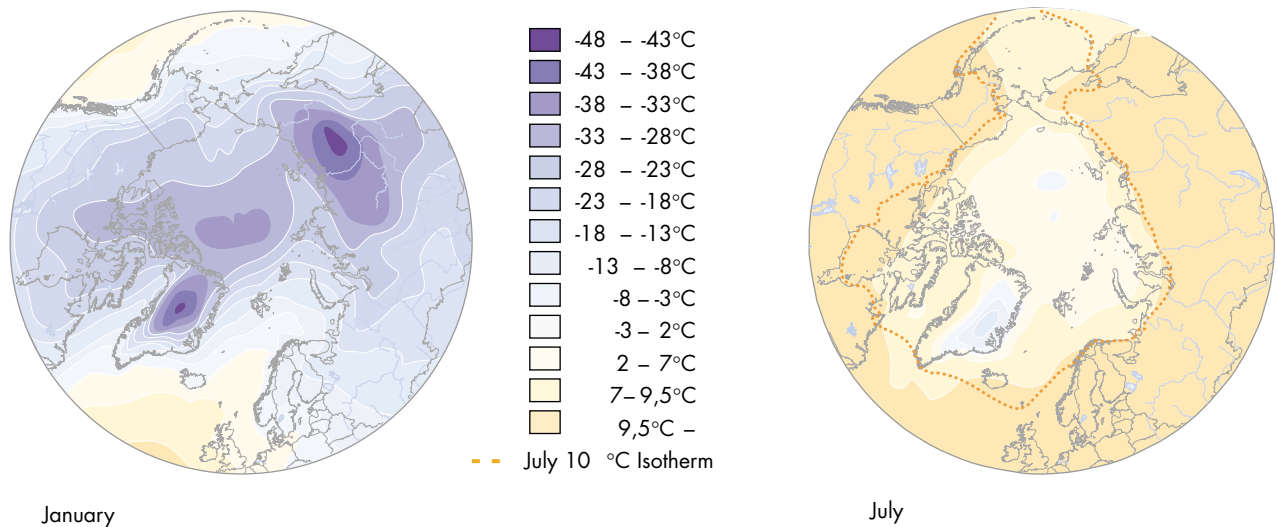 -48 – -43°C
-43 – -38°C
-38 – -33°C
-33 – -28°C
-28 – -23°C
-23 – -18°C
-18 – -13°C
-13 – -8°C
-8 – -3°C
-3 – 2°C
2 – 7°C
7– 9,5°C
9,5°C –
July 10 °C Isotherm
January
July